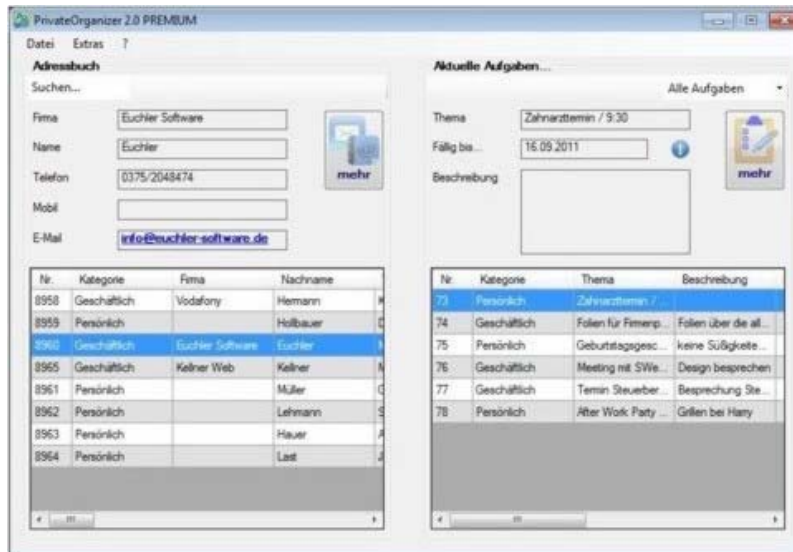 PrivateOrganizer 2.0 PREMIUM
Datei Extras ?
Adressbuch
Suchen...
Firma Euchler Software
Name Euchler
Telefon 0375/2048474
Mobil
E-Mail info@euchler-software.de
mehr
Nr. Kategorie Firma Nachname
8958 Geschäftlich Vodafony Hermann
8959 Persönlich Holbauer
8960 Geschäftlich Euchler Software Euchler
8965 Geschäftlich Kellner Web Kellner
8961 Persönlich Müller
8962 Persönlich Lehmann
8963 Persönlich Hauer
8964 Persönlich Last
Aktuelle Aufgaben...
Alle Aufgaben
Thema Zahnarzttermin / 9:30
Fällig bis... 16.09.2011
Beschreibung
mehr
Nr. Kategorie Thema Beschreibung
73 Persönlich Zahnarzttermin / ...
74 Geschäftlich Folien für Firmenp... Folien über die all...
75 Persönlich Geburtstagsgesc... keine Süßigkeite...
76 Geschäftlich Meeting mit SWe... Design besprechen
77 Geschäftlich Termin Steuerber... Besprechung Ste...
78 Persönlich After Work Party ... Grillen bei Harry